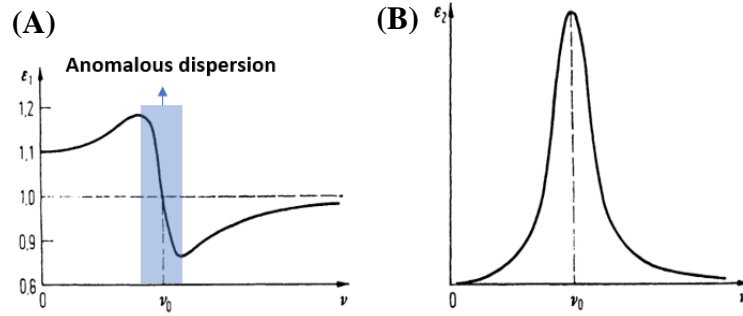 (A)
Anomalous dispersion
ε₁
1,2
1,1
1,0
0,9
0,8
0
ν₀
ν
(B)
ε₂
0
ν₀